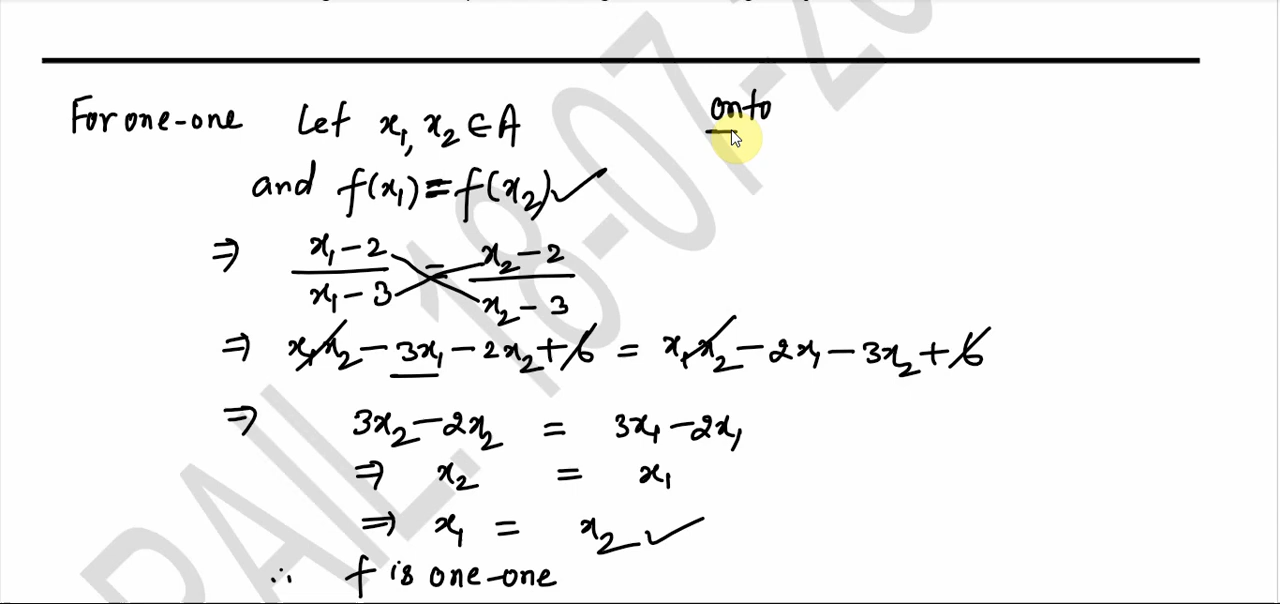 For one-one Let x₁, x₂ ∈ A
and f(x₁) = f(x₂) ✓
⇒ (x₁ − 2)/(x₁ − 3) = (x₂ − 2)/(x₂ − 3)
⇒ x₁x₂ − 3x₁ − 2x₂ + 6 = x₁x₂ − 2x₁ − 3x₂ + 6
⇒ 3x₂ − 2x₂ = 3x₁ − 2x₁
⇒ x₂ = x₁
⇒ x₁ = x₂ ✓
∴ f is one-one
onto